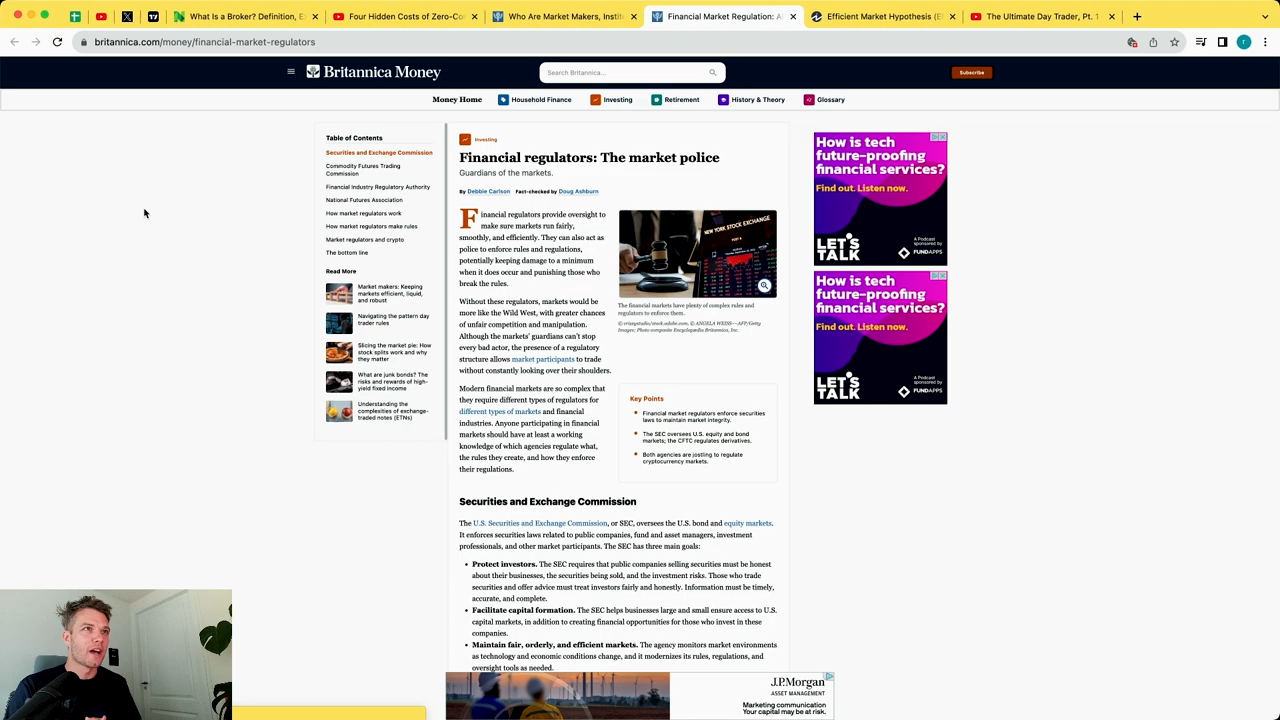 What Is a Broker? Definition, E
Four Hidden Costs of Zero-Co
Who Are Market Makers, Instit
Financial Market Regulation: A
Efficient Market Hypothesis (E
The Ultimate Day Trader, Pt. 1
britannica.com/money/financial-market-regulators
Britannica Money
Search Britannica...
Subscribe
Money Home
Household Finance
Investing
Retirement
History & Theory
Glossary
Table of Contents
Securities and Exchange Commission
Commodity Futures Trading
Commission
Financial Industry Regulatory Authority
National Futures Association
How market regulators work
How market regulators make rules
Market regulators and crypto
The bottom line
Read More
Market makers: Keeping
markets efficient, liquid,
and robust
Navigating the pattern day
trader rules
Slicing the market pie: How
stock splits work and why
they matter
What are junk bonds? The
risks and rewards of high-
yield fixed income
Understanding the
complexities of exchange-
traded notes (ETNs)
Investing
Financial regulators: The market police
Guardians of the markets.
By Debbie Carlson Fact-checked by Doug Ashburn
Financial regulators provide oversight to
make sure markets run fairly,
smoothly, and efficiently. They can also act as
police to enforce rules and regulations,
potentially keeping damage to a minimum
when it does occur and punishing those who
break the rules.
Without these regulators, markets would be
more like the Wild West, with greater chances
of unfair competition and manipulation.
Although the markets' guardians can't stop
every bad actor, the presence of a regulatory
structure allows market participants to trade
without constantly looking over their shoulders.
Modern financial markets are so complex that
they require different types of regulators for
different types of markets and financial
industries. Anyone participating in financial
markets should have at least a working
knowledge of which agencies regulate what,
the rules they create, and how they enforce
their regulations.
NEW YORK STOCK EXCHANGE
The financial markets have plenty of complex rules and
regulators to enforce them.
© crizzystudio/stock.adobe.com, © ANGELA WEISS—AFP/Getty
Images; Photo composite Encyclopædia Britannica, Inc.
Key Points
Financial market regulators enforce securities
laws to maintain market integrity.
The SEC oversees U.S. equity and bond
markets; the CFTC regulates derivatives.
Both agencies are jostling to regulate
cryptocurrency markets.
Securities and Exchange Commission
The U.S. Securities and Exchange Commission, or SEC, oversees the U.S. bond and equity markets.
It enforces securities laws related to public companies, fund and asset managers, investment
professionals, and other market participants. The SEC has three main goals:
• Protect investors. The SEC requires that public companies selling securities must be honest
about their businesses, the securities being sold, and the investment risks. Those who trade
securities and offer advice must treat investors fairly and honestly. Information must be timely,
accurate, and complete.
• Facilitate capital formation. The SEC helps businesses large and small ensure access to U.S.
capital markets, in addition to creating financial opportunities for those who invest in these
companies.
• Maintain fair, orderly, and efficient markets. The agency monitors market environments
as technology and economic conditions change, and it modernizes its rules, regulations, and
oversight tools as needed.
How is tech
future-proofing
financial services?
Find out. Listen now.
LET'S
TALK
A Podcast
sponsored by
FUNDAPPS
How is tech
future-proofing
financial services?
Find out. Listen now.
LET'S
TALK
A Podcast
sponsored by
FUNDAPPS
J.P.Morgan
ASSET MANAGEMENT
Marketing communication
Your capital may be at risk.